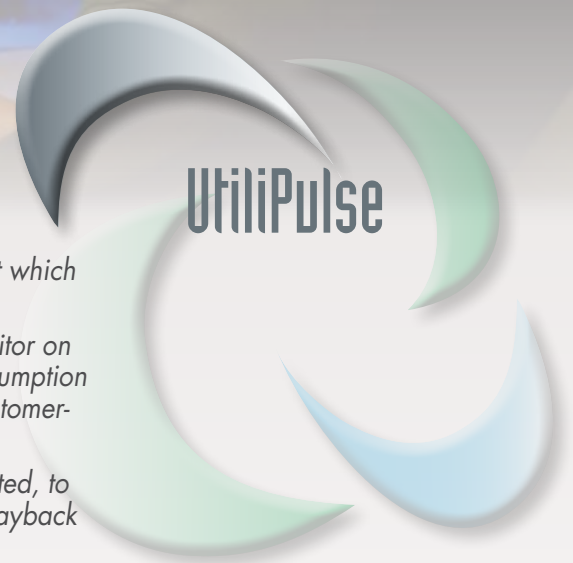 UtiliPulse
which
itor on
umption
tomer-
ted, to
ayback